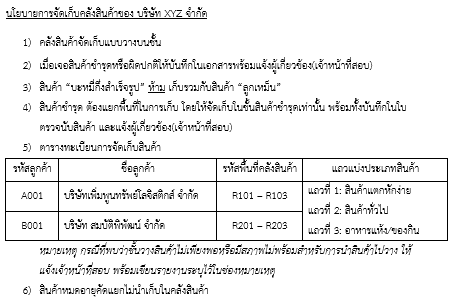 นโยบายการจัดเก็บคลังสินค้าของ บริษัท XYZ จำกัด
1) คลังสินค้าจัดเก็บแบบวางบนชั้น
2) เมื่อเจอสินค้าชำรุดหรือผิดปกติให้บันทึกในเอกสารพร้อมแจ้งผู้เกี่ยวข้อง(เจ้าหน้าที่สอบ)
3) สินค้า “บะหมี่กึ่งสำเร็จรูป” ห้าม เก็บรวมกับสินค้า “ลูกเหม็น”
4) สินค้าชำรุด ต้องแยกพื้นที่ในการเก็บ โดยให้จัดเก็บในชั้นสินค้าชำรุดเท่านั้น พร้อมทั้งบันทึกในใบ
ตรวจนับสินค้า และแจ้งผู้เกี่ยวข้อง(เจ้าหน้าที่สอบ)
5) ตารางทะเบียนการจัดเก็บสินค้า
รหัสลูกค้า ชื่อลูกค้า รหัสพื้นที่คลังสินค้า แถวแบ่งประเภทสินค้า
A001 บริษัทเพิ่มพูนทรัพย์โลจิสติกส์ จำกัด R101 – R103 แถวที่ 1: สินค้าแตกหักง่าย
แถวที่ 2: สินค้าทั่วไป
B001 บริษัท สมบัติพิพัฒน์ จำกัด R201 – R203 แถวที่ 3: อาหารแห้ง/ของกิน
หมายเหตุ กรณีที่พบว่าชั้นวางสินค้าไม่เพียงพอหรือมีสภาพไม่พร้อมสำหรับการนำสินค้าไปวาง ให้
แจ้งเจ้าหน้าที่สอบ พร้อมเขียนรายงานระบุไว้ในช่องหมายเหตุ
6) สินค้าหมดอายุคัดแยกไม่นำเก็บในคลังสินค้า